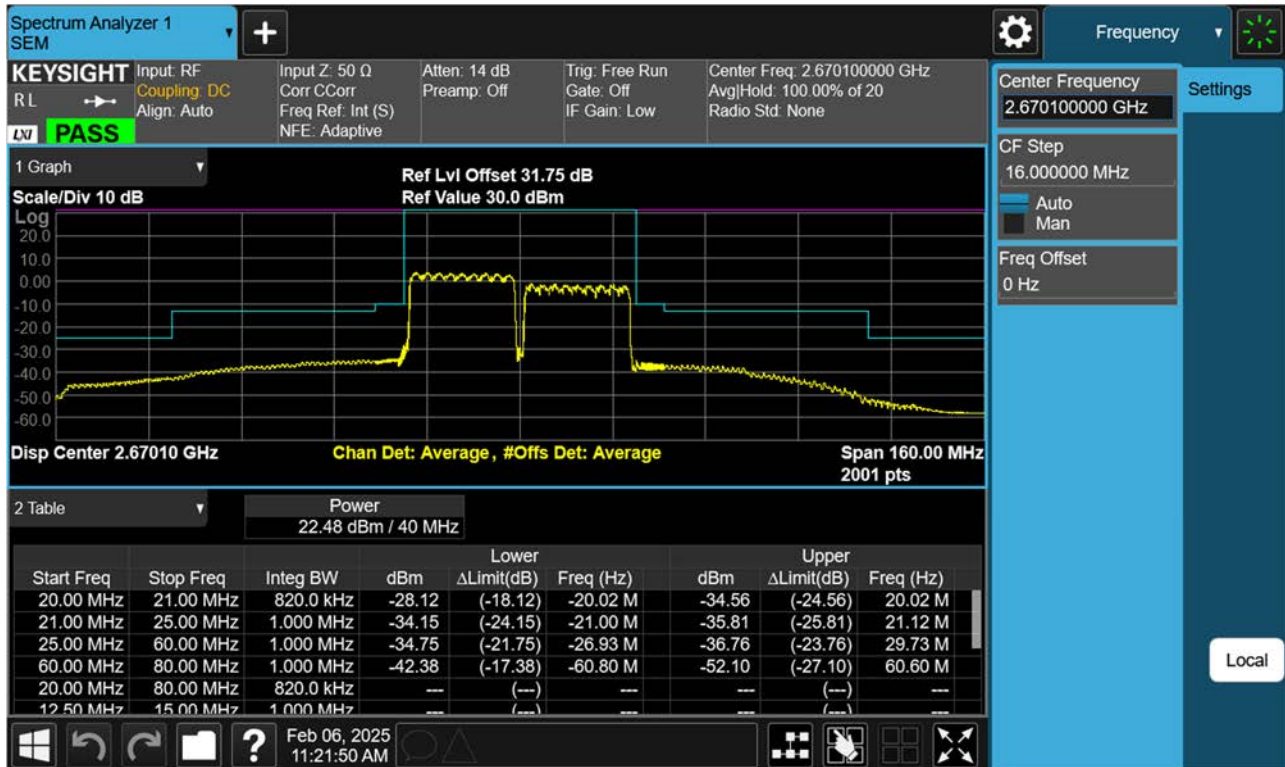 Spectrum Analyzer 1
SEM
Frequency
KEYSIGHT
RL
LXI
PASS
Input: RF
Coupling: DC
Align: Auto
Input Z: 50 Ω
Corr CCorr
Freq Ref: Int (S)
NFE: Adaptive
Atten: 14 dB
Preamp: Off
Trig: Free Run
Gate: Off
IF Gain: Low
Center Freq: 2.670100000 GHz
Avg|Hold: 100.00% of 20
Radio Std: None
Center Frequency
2.670100000 GHz
Settings
CF Step
16.000000 MHz
Auto
Man
Freq Offset
0 Hz
Local
1 Graph
Scale/Div 10 dB
Ref Lvl Offset 31.75 dB
Ref Value 30.0 dBm
Log
20.0
10.0
0.00
-10.0
-20.0
-30.0
-40.0
-50.0
-60.0
Disp Center 2.67010 GHz
Chan Det: Average, #Offs Det: Average
Span 160.00 MHz
2001 pts
2 Table
Power
22.48 dBm / 40 MHz
Lower Upper
Start Freq Stop Freq Integ BW dBm ΔLimit(dB) Freq (Hz) dBm ΔLimit(dB) Freq (Hz)
20.00 MHz 21.00 MHz 820.0 kHz -28.12 (-18.12) -20.02 M -34.56 (-24.56) 20.02 M
21.00 MHz 25.00 MHz 1.000 MHz -34.15 (-24.15) -21.00 M -35.81 (-25.81) 21.12 M
25.00 MHz 60.00 MHz 1.000 MHz -34.75 (-21.75) -26.93 M -36.76 (-23.76) 29.73 M
60.00 MHz 80.00 MHz 1.000 MHz -42.38 (-17.38) -60.80 M -52.10 (-27.10) 60.60 M
20.00 MHz 80.00 MHz 820.0 kHz --- (---) --- --- (---) ---
12.50 MHz 15.00 MHz 1.000 MHz --- (---) --- --- (---) ---
?
Feb 06, 2025
11:21:50 AM